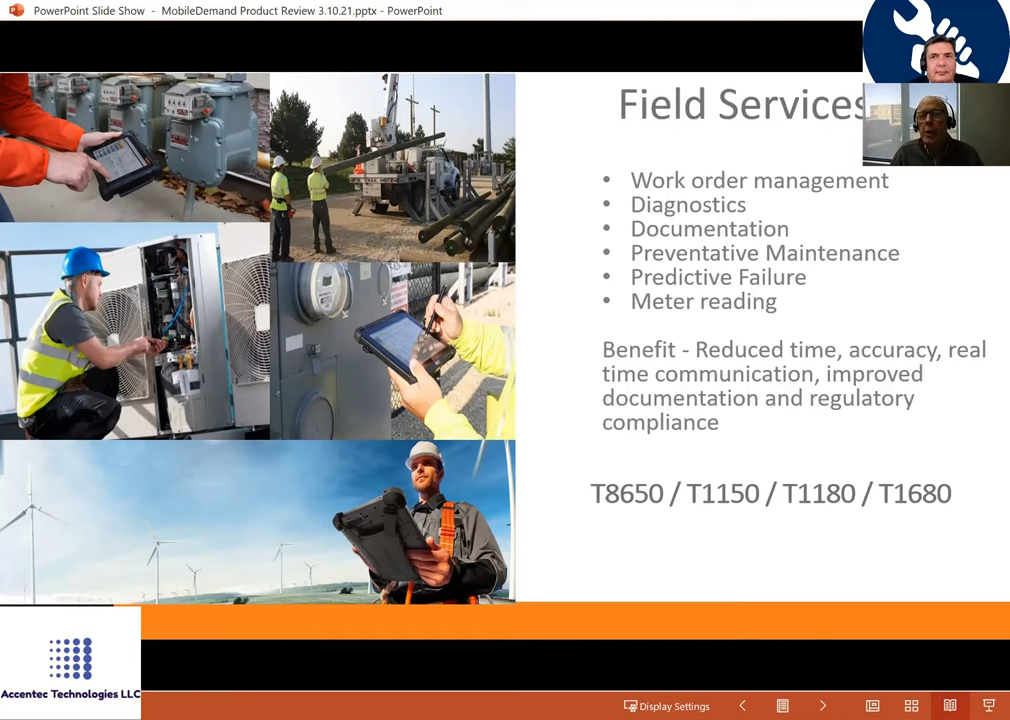 PowerPoint Slide Show - MobileDemand Product Review 3.10.21.pptx - PowerPoint
Field Services
• Work order management
• Diagnostics
• Documentation
• Preventative Maintenance
• Predictive Failure
• Meter reading
Benefit - Reduced time, accuracy, real
time communication, improved
documentation and regulatory
compliance
T8650 / T1150 / T1180 / T1680
Accentec Technologies LLC
Display Settings